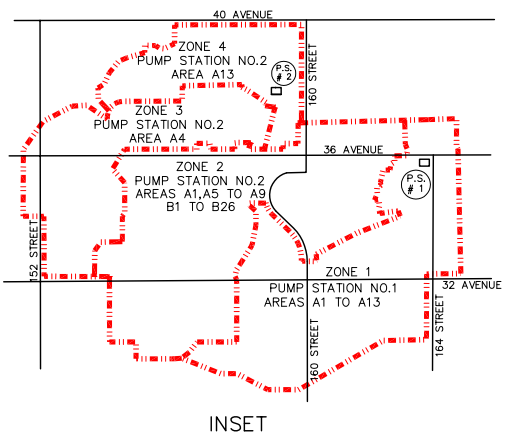 40 AVENUE
ZONE 4
PUMP STATION NO.2
AREA A13
P.S.
# 2
160 STREET
ZONE 3
PUMP STATION NO.2
AREA A4
36 AVENUE
ZONE 2
PUMP STATION NO.2
AREAS A1,A5 TO A9
B1 TO B26
P.S.
# 1
152 STREET
ZONE 1
PUMP STATION NO.1
AREAS A1 TO A13
32 AVENUE
160 STREET
164 STREET
INSET